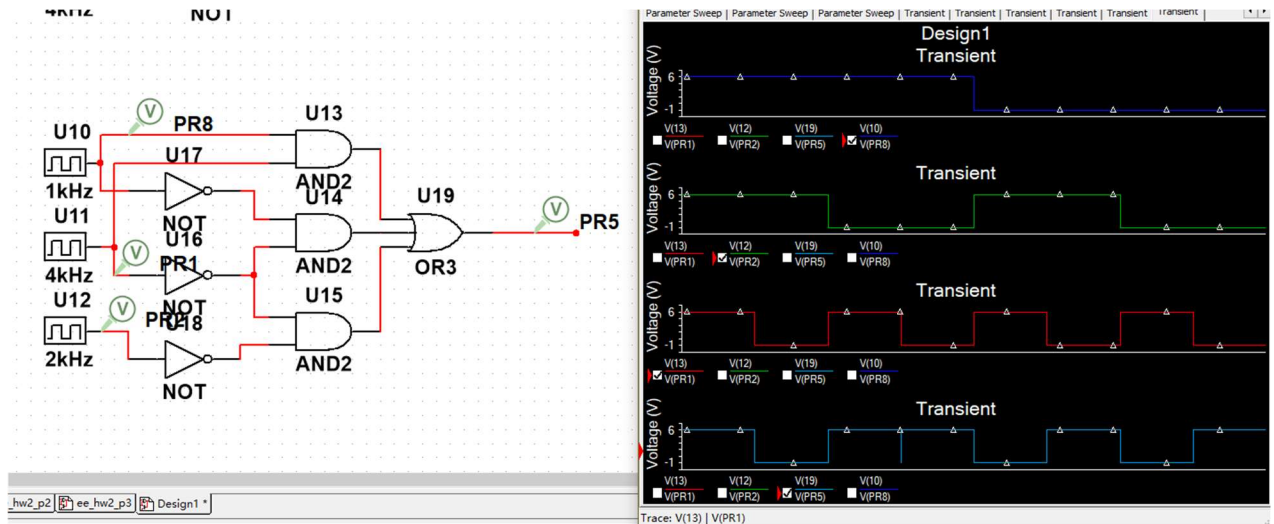 4kHz
NOT
U13
U10
PR8
U17
AND2
1kHz
U14
U19
U11
NOT
PR5
U16
PR1
AND2
OR3
4kHz
U12
NOT
U15
PR2
U18
2kHz
AND2
NOT
V
V
V
V
_hw2_p2
ee_hw2_p3
Design1 *
Parameter Sweep | Parameter Sweep | Parameter Sweep | Transient | Transient | Transient | Transient | Transient | Transient |
Design1
Transient
Voltage (V)
6
-1
V(13) V(12) V(19) V(10)
V(PR1) V(PR2) V(PR5) V(PR8)
Transient
Voltage (V)
6
-1
V(13) V(12) V(19) V(10)
V(PR1) V(PR2) V(PR5) V(PR8)
Transient
Voltage (V)
6
-1
V(13) V(12) V(19) V(10)
V(PR1) V(PR2) V(PR5) V(PR8)
Transient
Voltage (V)
6
-1
V(13) V(12) V(19) V(10)
V(PR1) V(PR2) V(PR5) V(PR8)
Trace: V(13) | V(PR1)